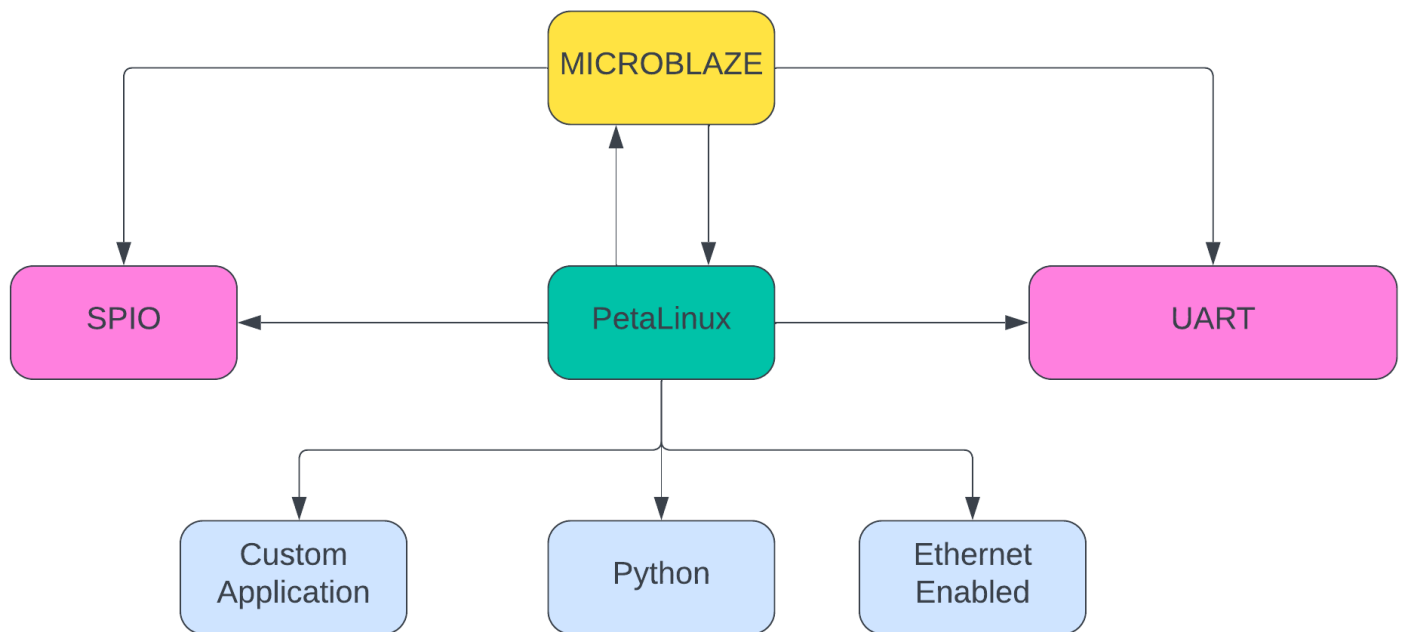 MICROBLAZE
SPIO
PetaLinux
UART
Custom
Application
Python
Ethernet
Enabled